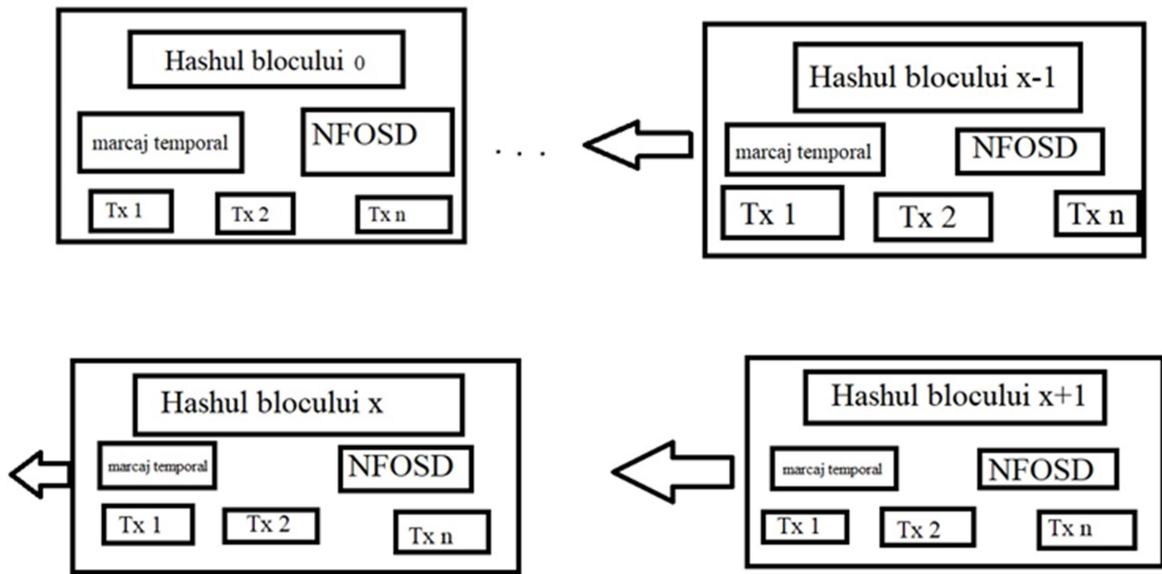 Hashul blocului 0
marcaj temporal
NFOSD
Tx 1
Tx 2
Tx n
. . .
Hashul blocului x-1
marcaj temporal
NFOSD
Tx 1
Tx 2
Tx n
Hashul blocului x
marcaj temporal
NFOSD
Tx 1
Tx 2
Tx n
Hashul blocului x+1
marcaj temporal
NFOSD
Tx 1
Tx 2
Tx n